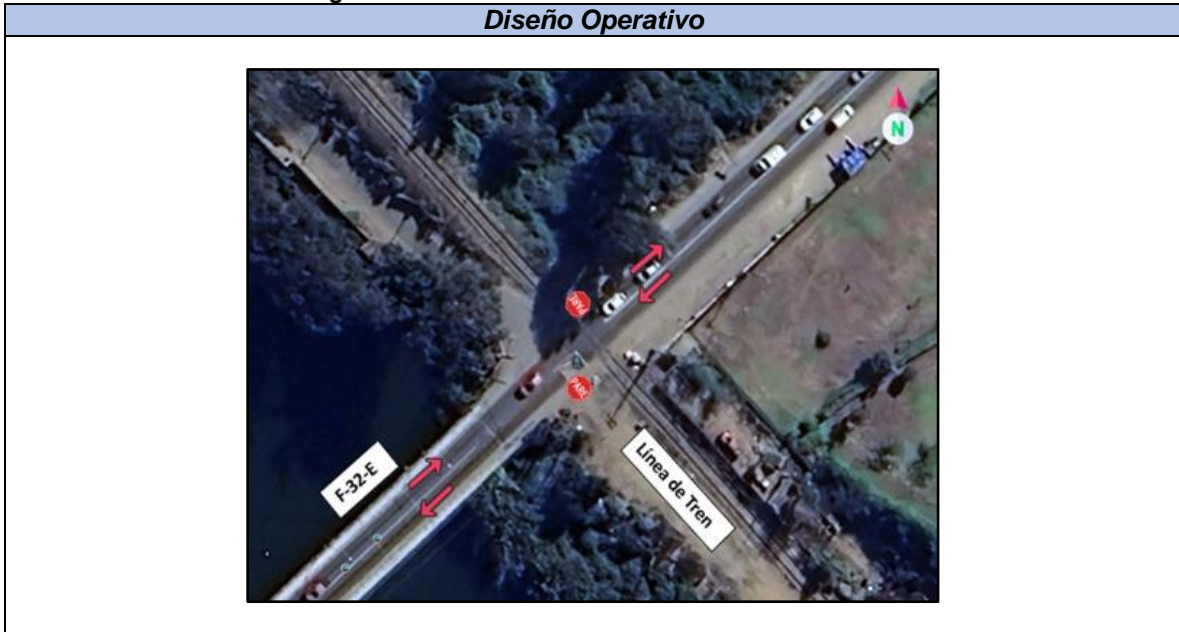 Diseño Operativo
N
PARE
PARE
F-32-E
Línea de Tren